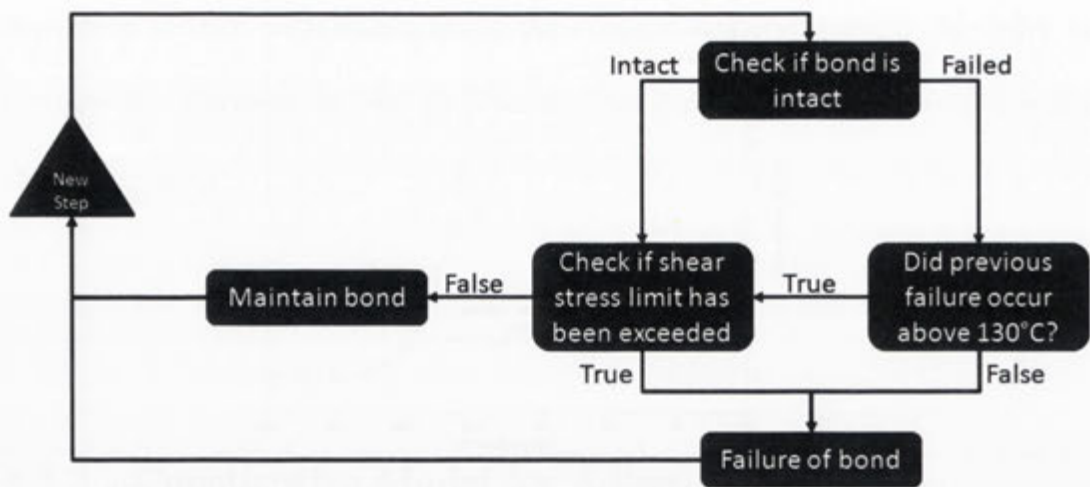 Check if bond is
intact
Intact
Failed
New
Step
Maintain bond
False
Check if shear
stress limit has
been exceeded
True
Did previous
failure occur
above 130°C?
True
False
Failure of bond